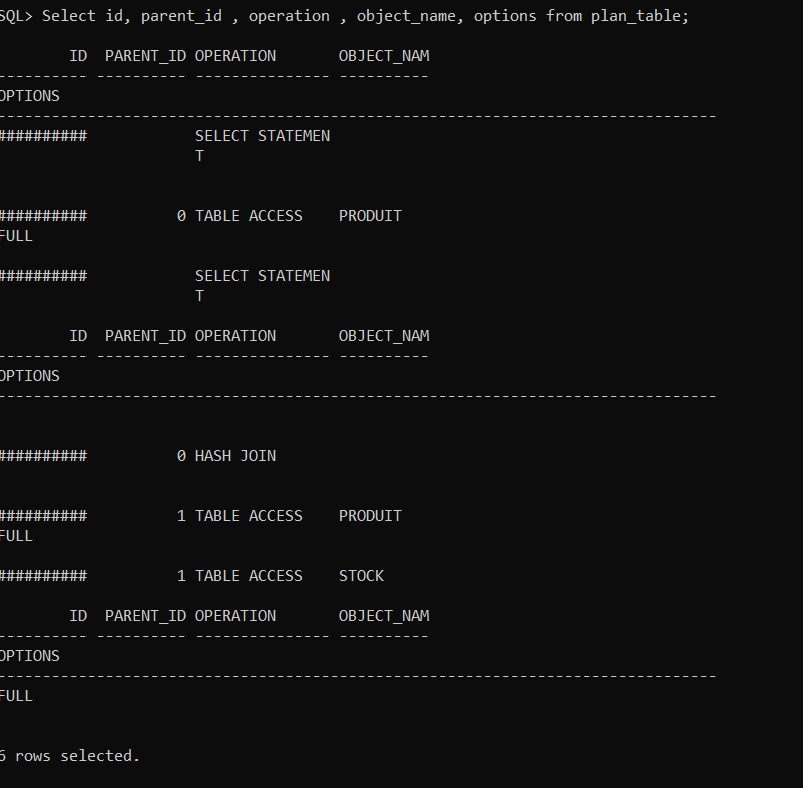 SQL> Select id, parent_id , operation , object_name, options from plan_table;
        ID  PARENT_ID OPERATION       OBJECT_NAM
---------- ---------- --------------- ----------
OPTIONS
--------------------------------------------------------------------------------
##########            SELECT STATEMEN
                      T
##########          0 TABLE ACCESS    PRODUIT
FULL
##########            SELECT STATEMEN
                      T
        ID  PARENT_ID OPERATION       OBJECT_NAM
---------- ---------- --------------- ----------
OPTIONS
--------------------------------------------------------------------------------
##########          0 HASH JOIN
##########          1 TABLE ACCESS    PRODUIT
FULL
##########          1 TABLE ACCESS    STOCK
        ID  PARENT_ID OPERATION       OBJECT_NAM
---------- ---------- --------------- ----------
OPTIONS
--------------------------------------------------------------------------------
FULL
6 rows selected.